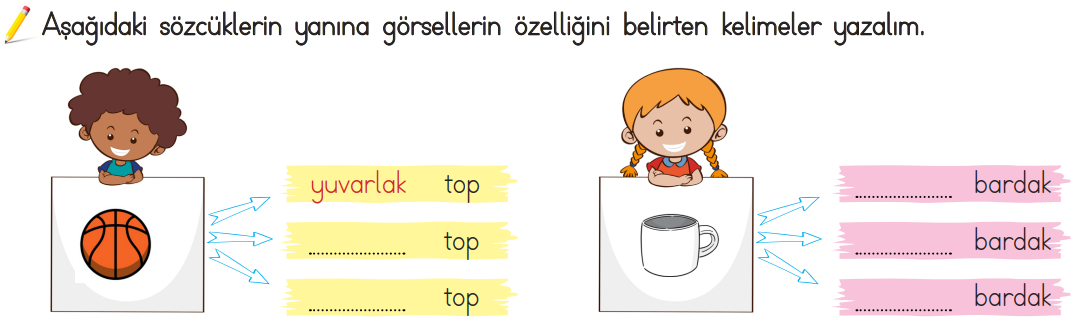 Aşağıdaki sözcüklerin yanına görsellerin özelliğini belirten kelimeler yazalım.
yuvarlak top
.................... top
.................... top
.................... bardak
.................... bardak
.................... bardak